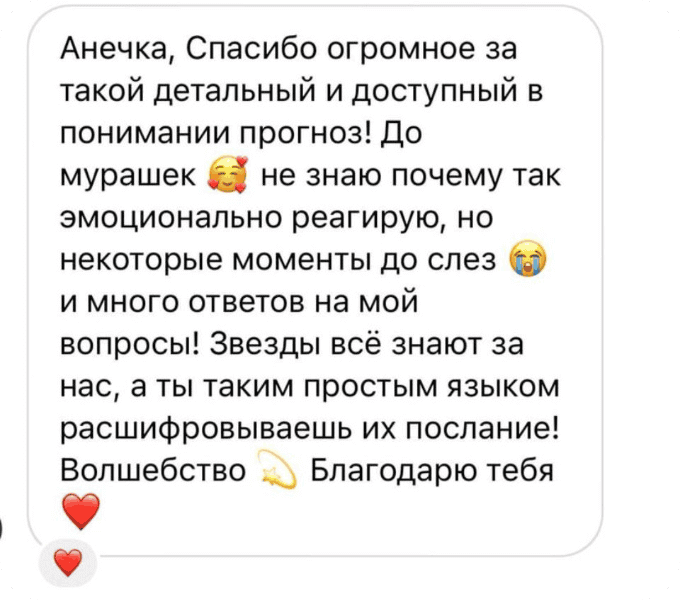 Анечка, Спасибо огромное за
такой детальный и доступный в
понимании прогноз! До
мурашек 🥰 не знаю почему так
эмоционально реагирую, но
некоторые моменты до слез 😭
и много ответов на мой
вопросы! Звезды всё знают за
нас, а ты таким простым языком
расшифровываешь их послание!
Волшебство 💫 Благодарю тебя
❤️
❤️